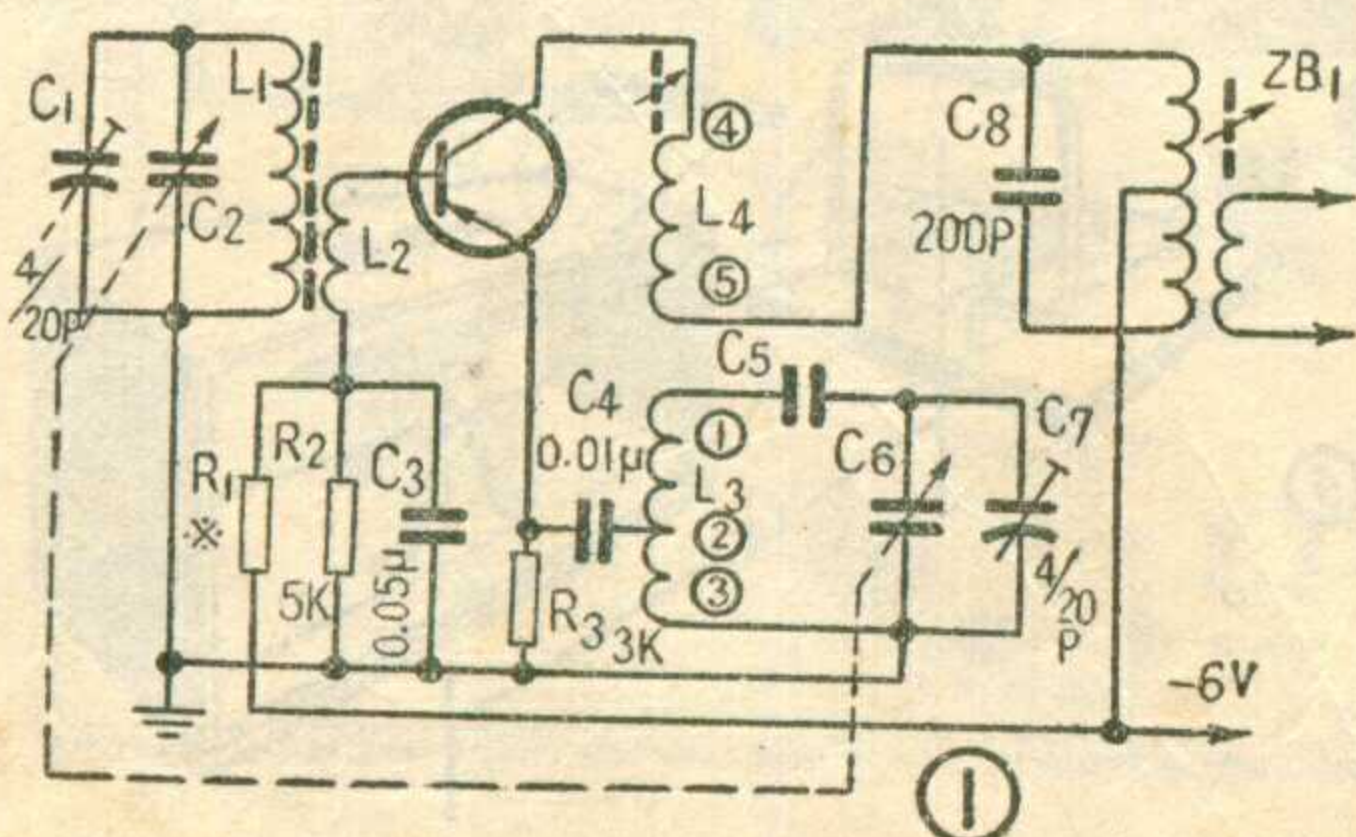 C1
C2
4/20P
L1
L2
④
L4
⑤
C8
200P
ZB1
R1
※
R2
5K
C3
0.05μ
C4
0.01μ
R3
3K
①
L3
②
③
C5
C6
C7
4/20P
-6V
①